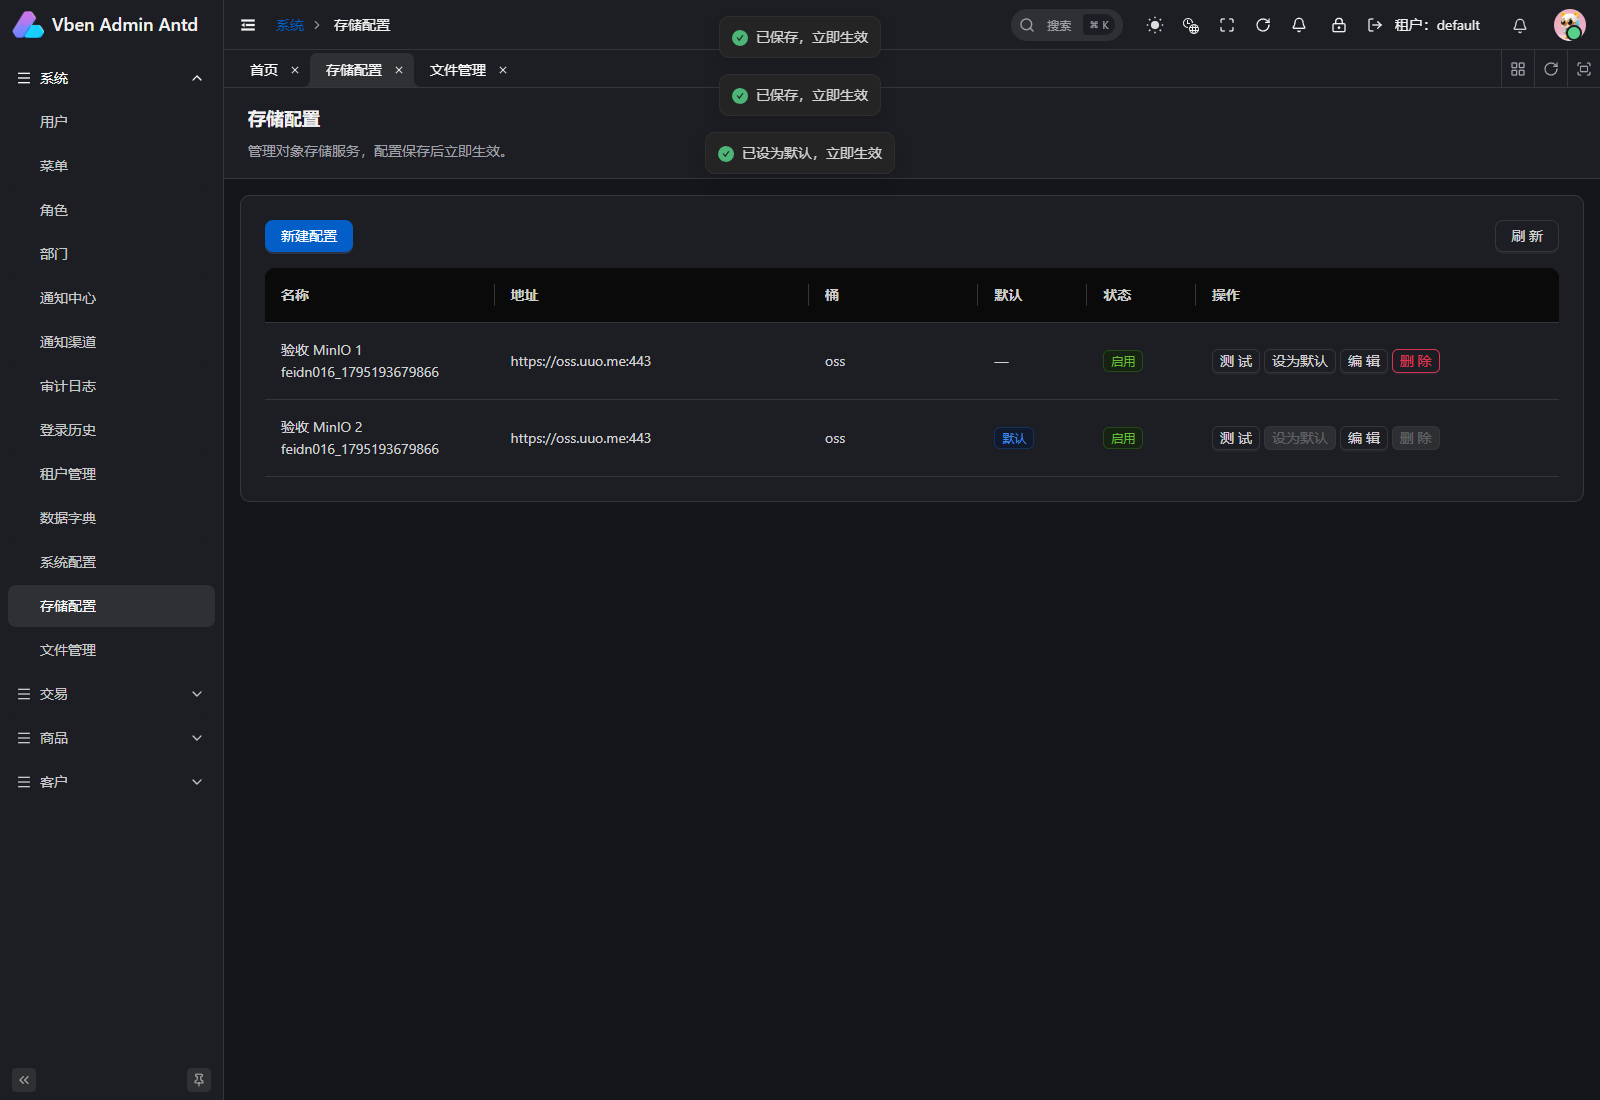 Vben Admin Antd
系统
存储配置
搜索
⌘ K
租户：default
首页
存储配置
文件管理
已保存，立即生效
已保存，立即生效
已设为默认，立即生效
系统
用户
菜单
角色
部门
通知中心
通知渠道
审计日志
登录历史
租户管理
数据字典
系统配置
存储配置
文件管理
交易
商品
客户
存储配置
管理对象存储服务，配置保存后立即生效。
新建配置
刷 新
名称 地址 桶 默认 状态 操作
验收 MinIO 1
feidn016_1795193679866
https://oss.uuo.me:443
oss
—
启用
测 试 设为默认 编 辑 删 除
验收 MinIO 2
feidn016_1795193679866
https://oss.uuo.me:443
oss
默认
启用
测 试 设为默认 编 辑 删 除